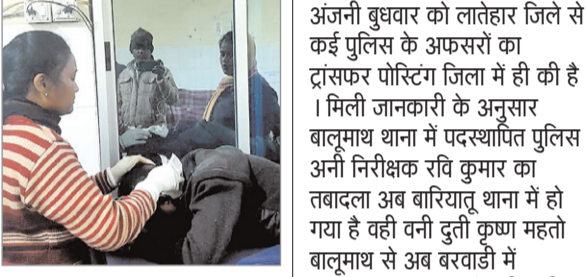 अंजनी बुधवार को लातेहार जिले से
कई पुलिस के अफसरों का
ट्रांसफर पोस्टिंग जिला में ही की है
। मिली जानकारी के अनुसार
बालूमाथ थाना में पदस्थापित पुलिस
अनी निरीक्षक रवि कुमार का
तबादला अब बारियातू थाना में हो
गया है वही वनी दुती कृष्ण महतो
बालूमाथ से अब बरवाडी में